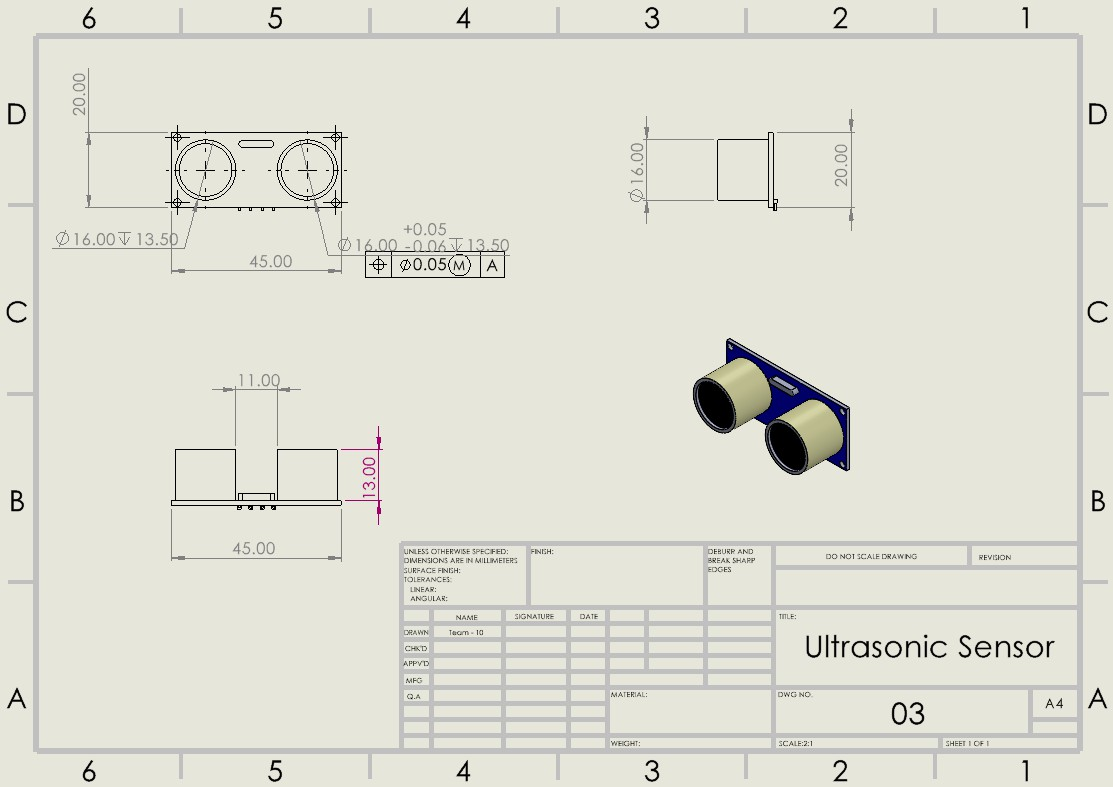 6 5 4 3 2 1
D D
20.00
⌀16.00
20.00
⌀16.00 ↧ 13.50
+0.05
⌀16.00 -0.06 ↧ 13.50
⌖ ⌀0.05 Ⓜ A
45.00
C C
11.00
13.00
B B
45.00
UNLESS OTHERWISE SPECIFIED:
DIMENSIONS ARE IN MILLIMETERS
SURFACE FINISH:
TOLERANCES:
LINEAR:
ANGULAR:
FINISH:
DEBURR AND
BREAK SHARP
EDGES
DO NOT SCALE DRAWING
REVISION
NAME SIGNATURE DATE
DRAWN Team - 10
CHK'D
APPV'D
MFG
Q.A
TITLE:
Ultrasonic Sensor
MATERIAL:
DWG NO.
03
A4
A A
WEIGHT:
SCALE:2:1
SHEET 1 OF 1
6 5 4 3 2 1